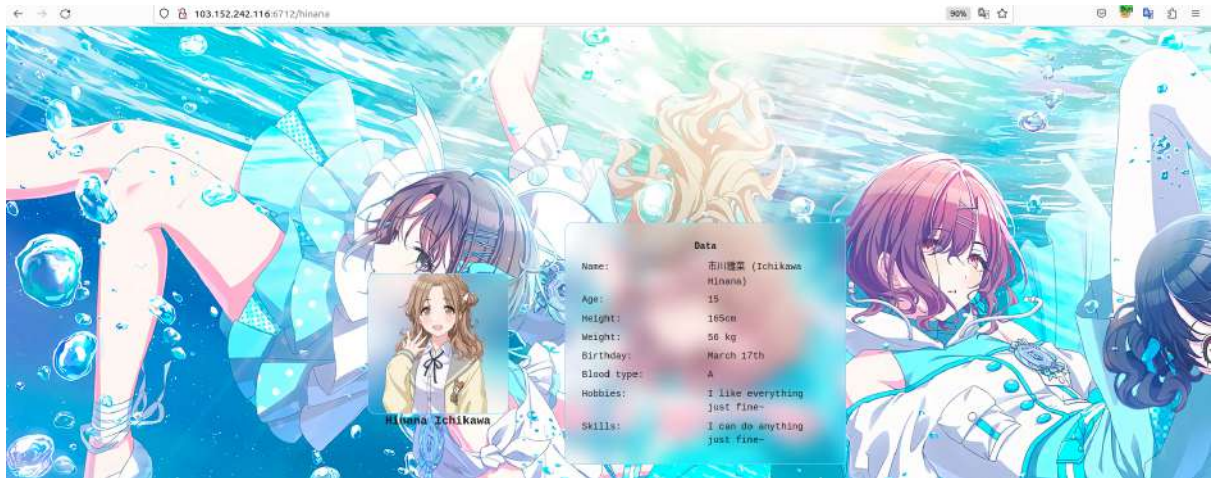 103.152.242.116:6712/hinana
90%
Data
Name: 市川雛菜 (Ichikawa
Hinana)
Age: 15
Height: 165cm
Weight: 56 kg
Birthday: March 17th
Blood type: A
Hobbies: I like everything
just fine~
Skills: I can do anything
just fine~
Hinana Ichikawa